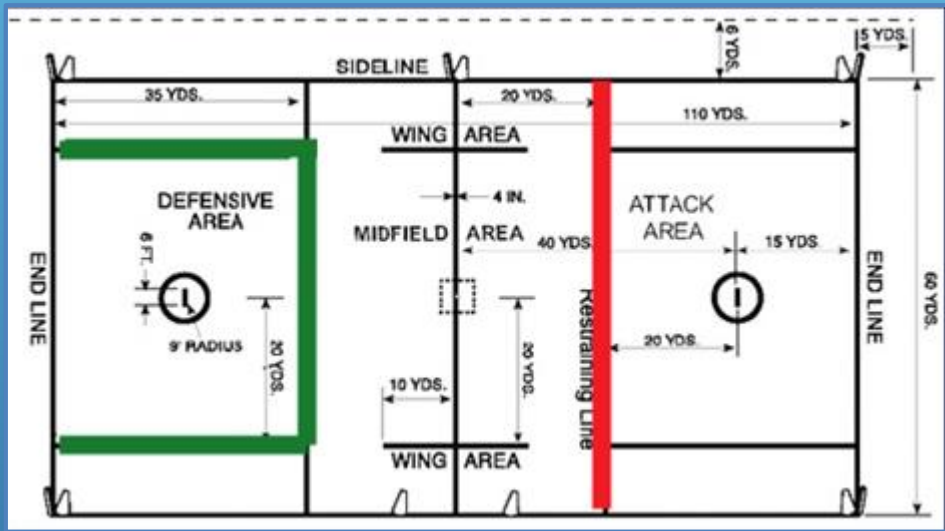 6 YDS.
5 YDS.
SIDELINE
35 YDS.
20 YDS.
110 YDS.
WING AREA
DEFENSIVE
AREA
4 IN.
ATTACK
AREA
MIDFIELD AREA
40 YDS.
15 YDS.
6 FT.
END LINE
END LINE
60 YDS.
9' RADIUS
20 YDS.
20 YDS.
Restraining Line
20 YDS.
10 YDS.
WING AREA